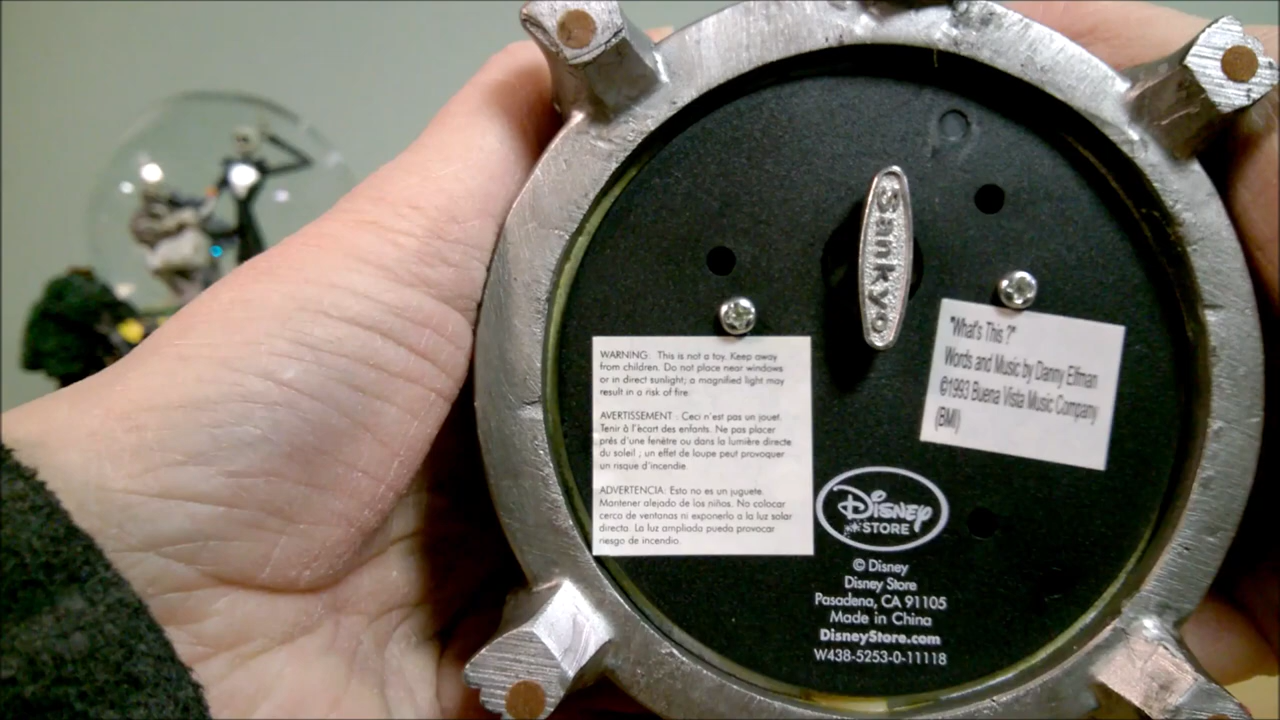 Sankyo
WARNING: This is not a toy. Keep away
from children. Do not place near windows
or in direct sunlight; a magnified light may
result in a risk of fire.
AVERTISSEMENT : Ceci n'est pas un jouet.
Tenir à l'écart des enfants. Ne pas placer
prés d'une fenêtre ou dans la lumière directe
du soleil ; un effet de loupe peut provoquer
un risque d'incendie.
ADVERTENCIA: Esto no es un juguete.
Mantener alejado de los niños. No colocar
cerca de ventanas ni exponerlo a la luz solar
directa. La luz ampliada puede provocar
riesgo de incendio.
"What's This ?"
Words and Music by Danny Elfman
©1993 Buena Vista Music Company
(BMI)
Disney
STORE
© Disney
Disney Store
Pasadena, CA 91105
Made in China
DisneyStore.com
W438-5253-0-11118